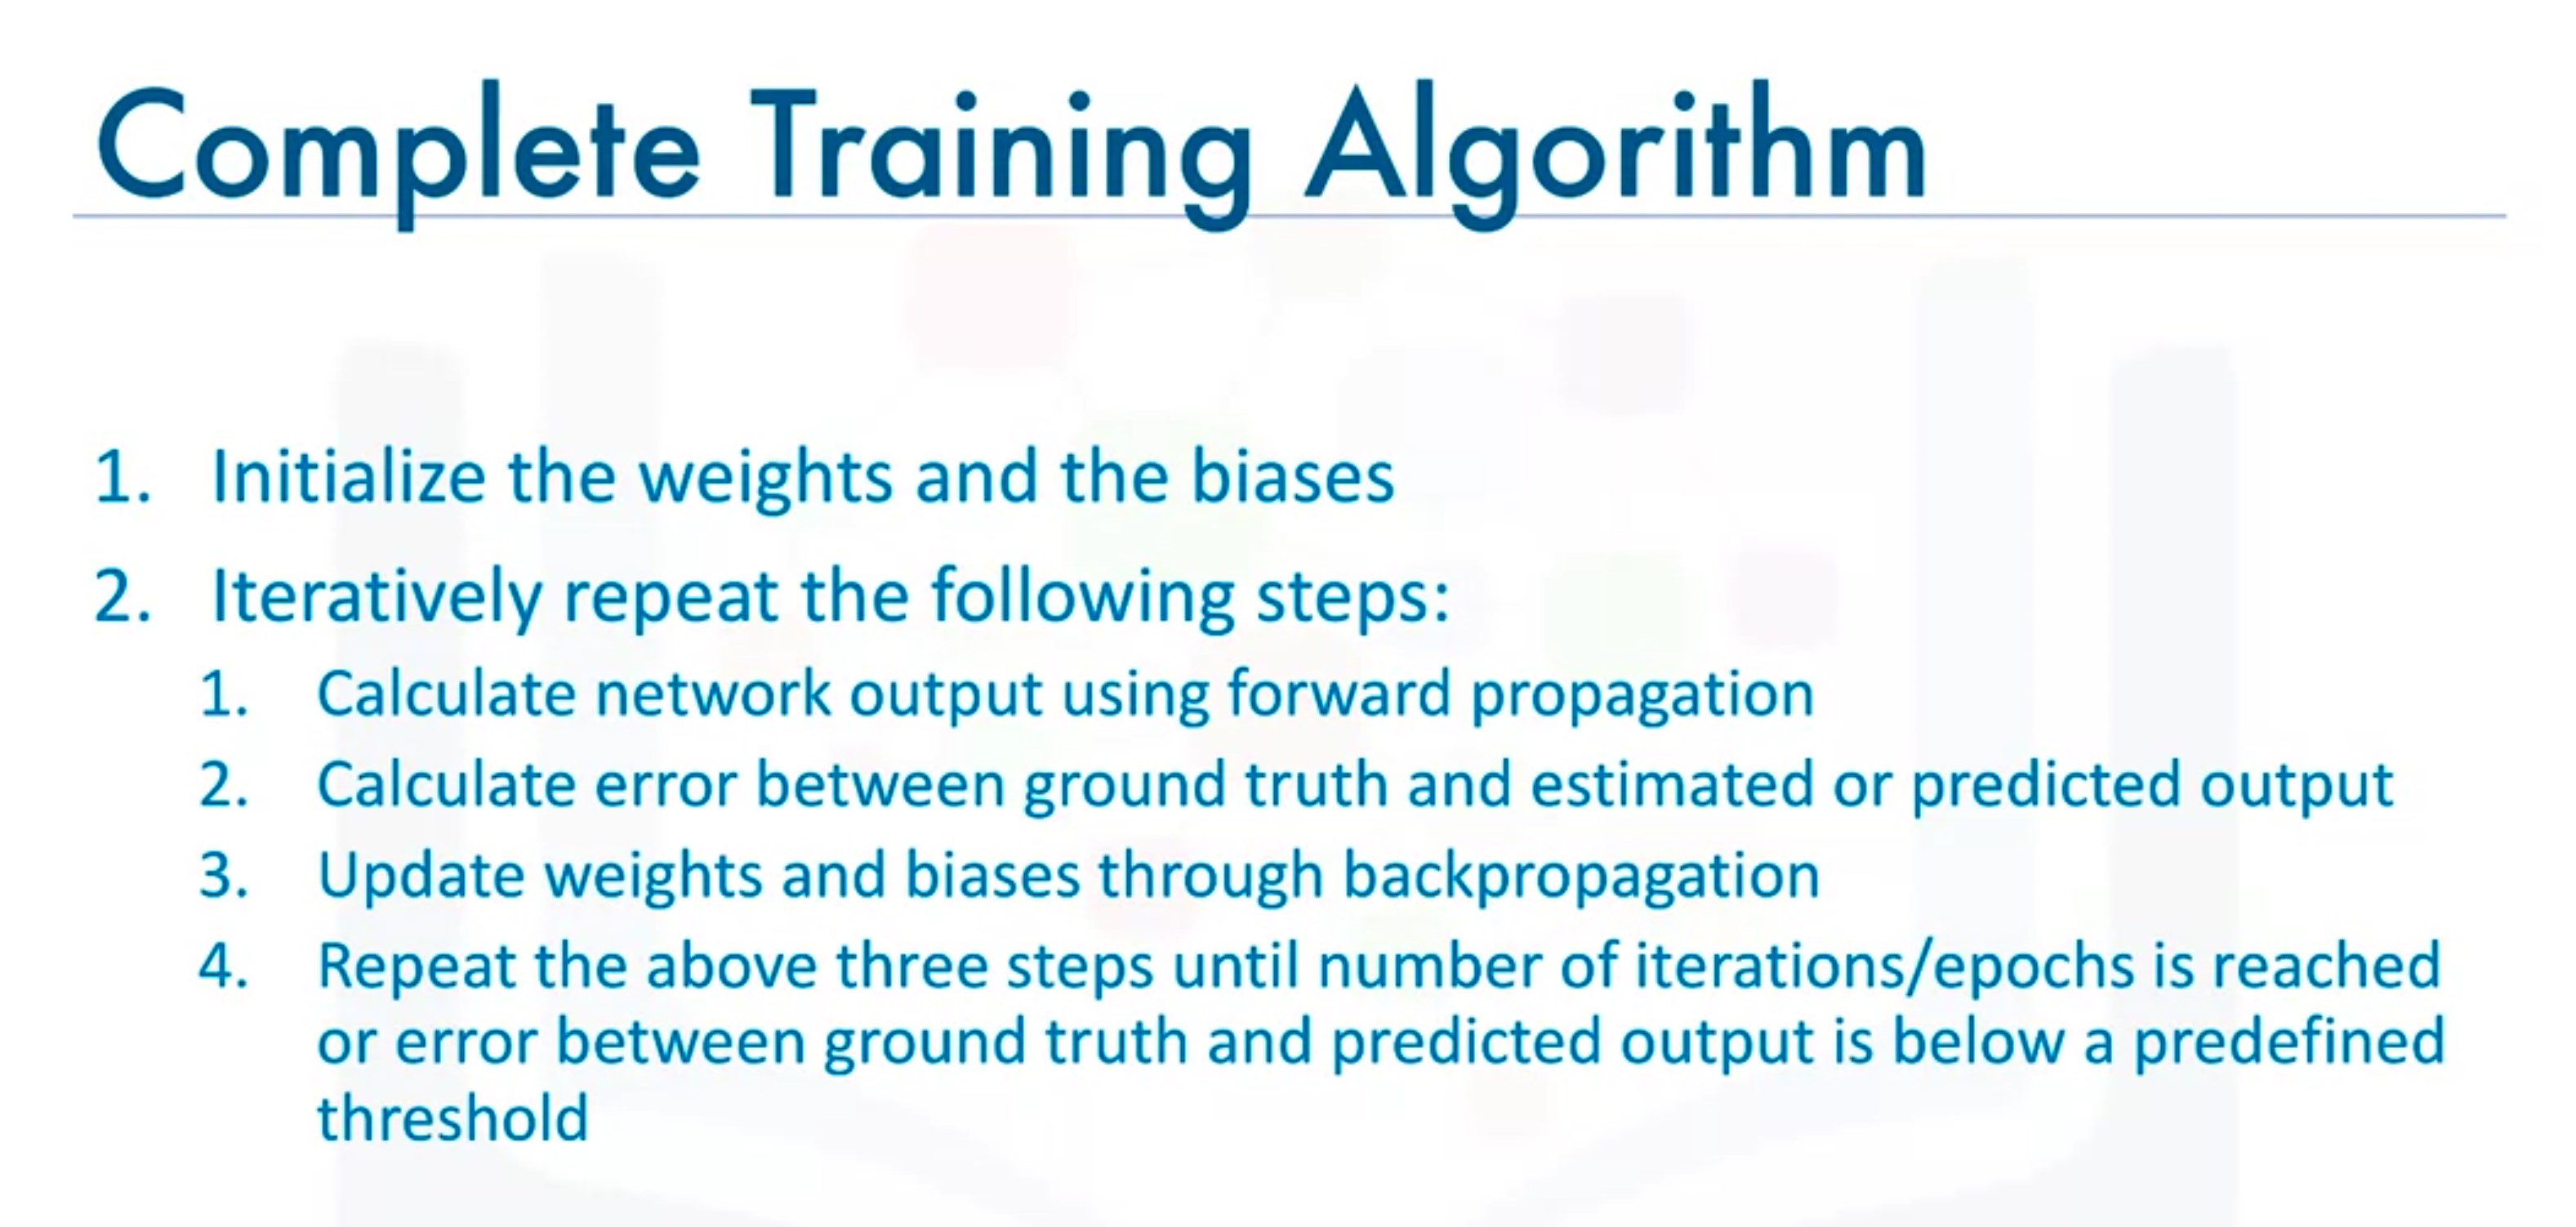 Complete Training Algorithm
1. Initialize the weights and the biases
2. Iteratively repeat the following steps:
1. Calculate network output using forward propagation
2. Calculate error between ground truth and estimated or predicted output
3. Update weights and biases through backpropagation
4. Repeat the above three steps until number of iterations/epochs is reached
or error between ground truth and predicted output is below a predefined
threshold